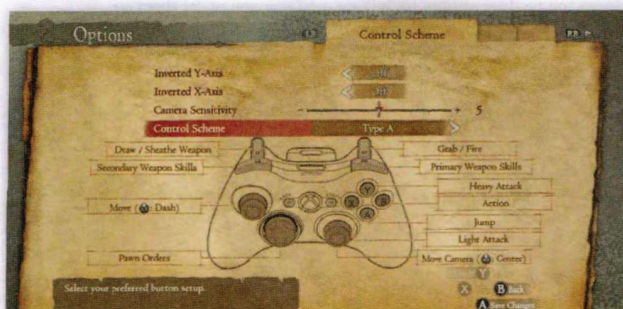 Options
Control Scheme
RB
Inverted Y-Axis
Inverted X-Axis
Camera Sensitivity - + 5
Control Scheme Type A
Draw / Sheathe Weapon
Grab / Fire
Secondary Weapon Skills
Primary Weapon Skills
Heavy Attack
Action
Move ( : Dash)
Jump
Light Attack
Pawn Orders
Move Camera ( : Center)
Y
X B A
Y
Select your preferred button setup.
X B Back
A Save Changes